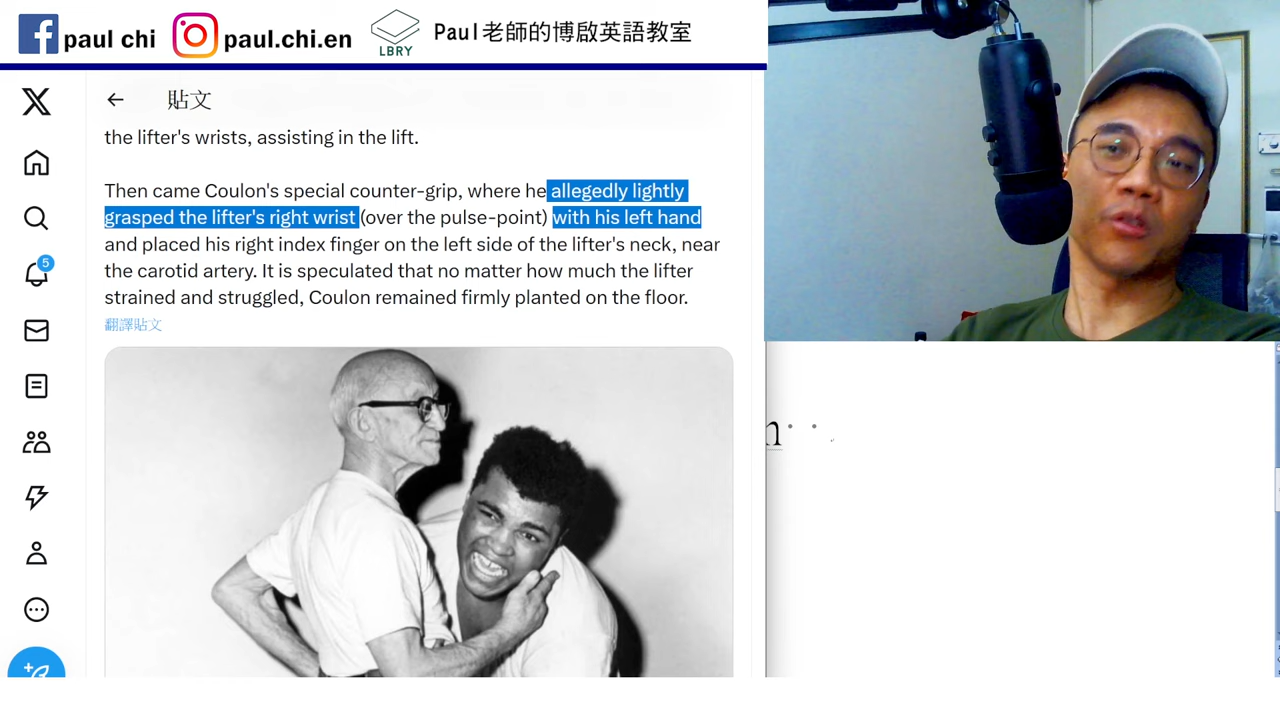 paul chi
paul.chi.en
LBRY
Paul老師的博啟英語教室
貼文
the lifter's wrists, assisting in the lift.
Then came Coulon's special counter-grip, where he allegedly lightly
grasped the lifter's right wrist (over the pulse-point) with his left hand
and placed his right index finger on the left side of the lifter's neck, near
the carotid artery. It is speculated that no matter how much the lifter
strained and struggled, Coulon remained firmly planted on the floor.
翻譯貼文
5